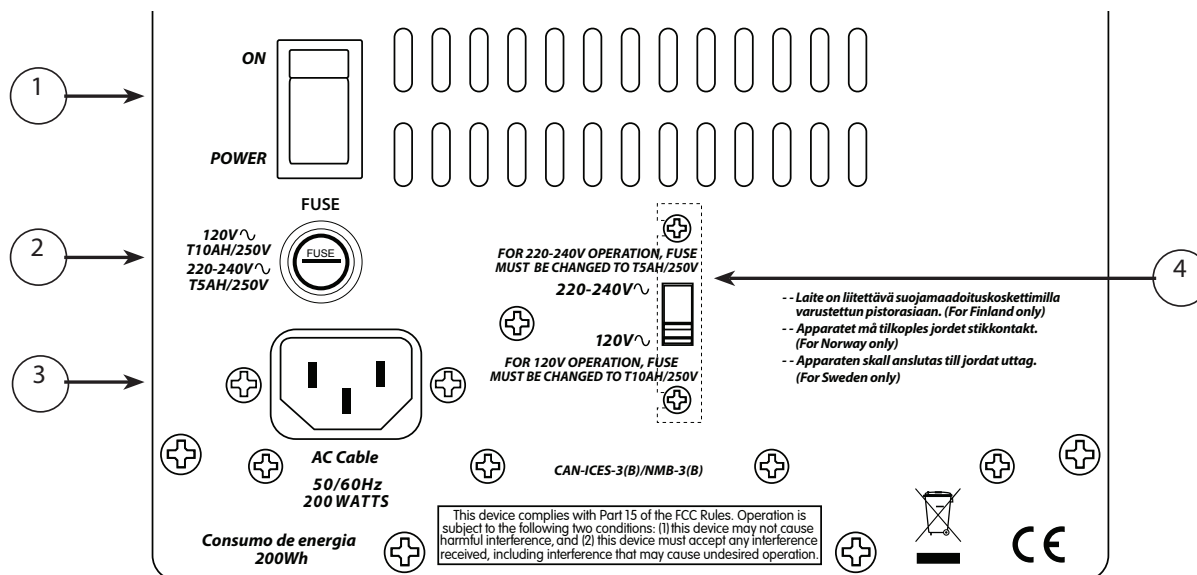 1
ON
POWER
FUSE
2
120V∿
T10AH/250V
220-240V∿
T5AH/250V
FUSE
FOR 220-240V OPERATION, FUSE
MUST BE CHANGED TO T5AH/250V
220-240V∿
120V∿
FOR 120V OPERATION, FUSE
MUST BE CHANGED TO T10AH/250V
4
- - Laite on liitettävä suojamaadoituskoskettimilla
varustettun pistorasiaan. (For Finland only)
- - Apparatet må tilkoples jordet stikkontakt.
(For Norway only)
- - Apparaten skall anslutas till jordat uttag.
(For Sweden only)
3
AC Cable
50/60Hz
200 WATTS
CAN-ICES-3(B)/NMB-3(B)
Consumo de energia
200Wh
This device complies with Part 15 of the FCC Rules. Operation is
subject to the following two conditions: (1) this device may not cause
harmful interference, and (2) this device must accept any interference
received, including interference that may cause undesired operation.
CE